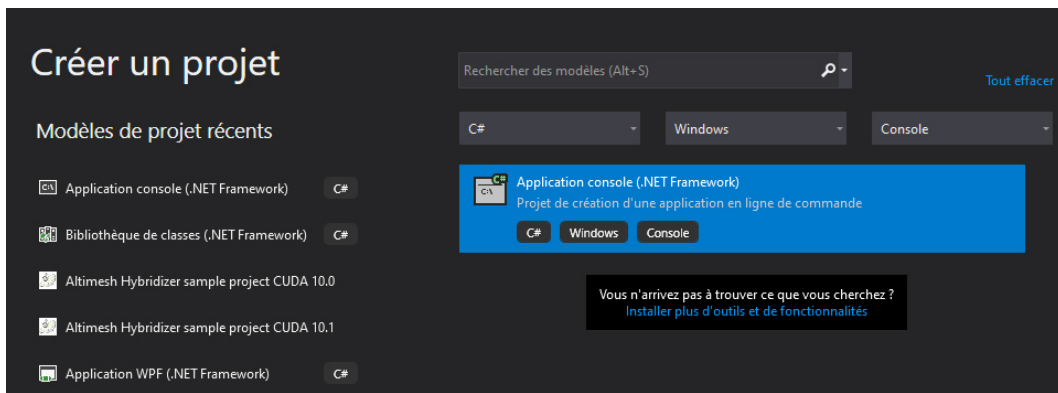 Créer un projet
Rechercher des modèles (Alt+S)
Tout effacer
Modèles de projet récents
C#
Windows
Console
Application console (.NET Framework)
C#
Bibliothèque de classes (.NET Framework)
C#
Altimesh Hybridizer sample project CUDA 10.0
Altimesh Hybridizer sample project CUDA 10.1
Application WPF (.NET Framework)
C#
Application console (.NET Framework)
Projet de création d'une application en ligne de commande
C#
Windows
Console
Vous n'arrivez pas à trouver ce que vous cherchez ?
Installer plus d'outils et de fonctionnalités